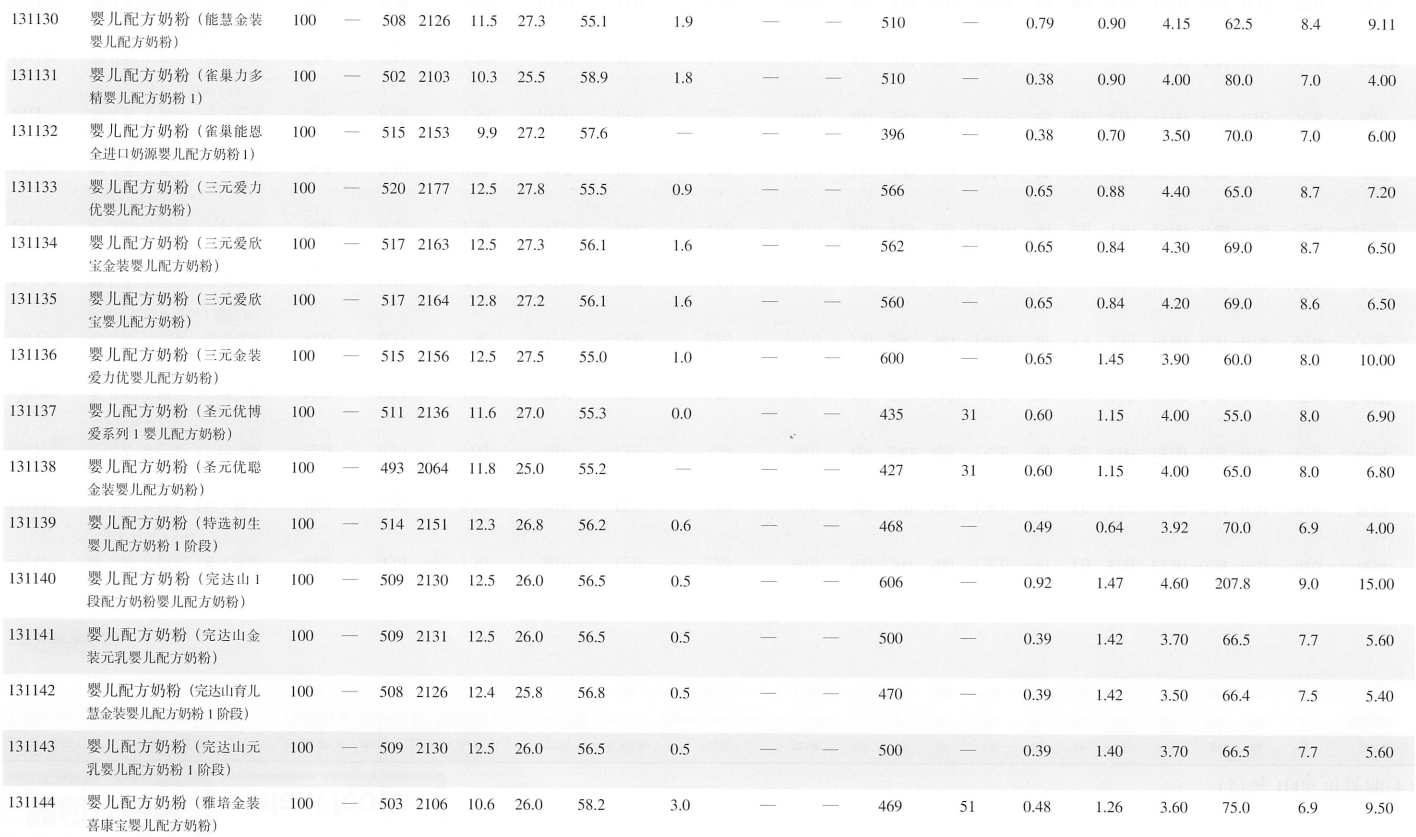 131130 婴儿配方奶粉（能慧金装 100 — 508 2126 11.5 27.3 55.1 1.9 — — 510 — 0.79 0.90 4.15 62.5 8.4 9.11
婴儿配方奶粉）
131131 婴儿配方奶粉（雀巢力多 100 — 502 2103 10.3 25.5 58.9 1.8 — — 510 — 0.38 0.90 4.00 80.0 7.0 4.00
精婴儿配方奶粉 1）
131132 婴儿配方奶粉（雀巢能恩 100 — 515 2153 9.9 27.2 57.6 — — — 396 — 0.38 0.70 3.50 70.0 7.0 6.00
全进口奶源婴儿配方奶粉1）
131133 婴儿配方奶粉（三元爱力 100 — 520 2177 12.5 27.8 55.5 0.9 — — 566 — 0.65 0.88 4.40 65.0 8.7 7.20
优婴儿配方奶粉）
131134 婴儿配方奶粉（三元爱欣 100 — 517 2163 12.5 27.3 56.1 1.6 — — 562 — 0.65 0.84 4.30 69.0 8.7 6.50
宝金装婴儿配方奶粉）
131135 婴儿配方奶粉（三元爱欣 100 — 517 2164 12.8 27.2 56.1 1.6 — — 560 — 0.65 0.84 4.20 69.0 8.6 6.50
宝婴儿配方奶粉）
131136 婴儿配方奶粉（三元金装 100 — 515 2156 12.5 27.5 55.0 1.0 — — 600 — 0.65 1.45 3.90 60.0 8.0 10.00
爱力优婴儿配方奶粉）
131137 婴儿配方奶粉（圣元优博 100 — 511 2136 11.6 27.0 55.3 0.0 — — 435 31 0.60 1.15 4.00 55.0 8.0 6.90
爱系列 1 婴儿配方奶粉）
131138 婴儿配方奶粉（圣元优聪 100 — 493 2064 11.8 25.0 55.2 — — — 427 31 0.60 1.15 4.00 65.0 8.0 6.80
金装婴儿配方奶粉）
131139 婴儿配方奶粉（特选初生 100 — 514 2151 12.3 26.8 56.2 0.6 — — 468 — 0.49 0.64 3.92 70.0 6.9 4.00
婴儿配方奶粉 1 阶段）
131140 婴儿配方奶粉（完达山 1 100 — 509 2130 12.5 26.0 56.5 0.5 — — 606 — 0.92 1.47 4.60 207.8 9.0 15.00
段配方奶粉婴儿配方奶粉）
131141 婴儿配方奶粉（完达山金 100 — 509 2131 12.5 26.0 56.5 0.5 — — 500 — 0.39 1.42 3.70 66.5 7.7 5.60
装元乳婴儿配方奶粉）
131142 婴儿配方奶粉（完达山育儿 100 — 508 2126 12.4 25.8 56.8 0.5 — — 470 — 0.39 1.42 3.50 66.4 7.5 5.40
慧金装婴儿配方奶粉 1 阶段）
131143 婴儿配方奶粉（完达山元 100 — 509 2130 12.5 26.0 56.5 0.5 — — 500 — 0.39 1.40 3.70 66.5 7.7 5.60
乳婴儿配方奶粉 1 阶段）
131144 婴儿配方奶粉（雅培金装 100 — 503 2106 10.6 26.0 58.2 3.0 — — 469 51 0.48 1.26 3.60 75.0 6.9 9.50
喜康宝婴儿配方奶粉）